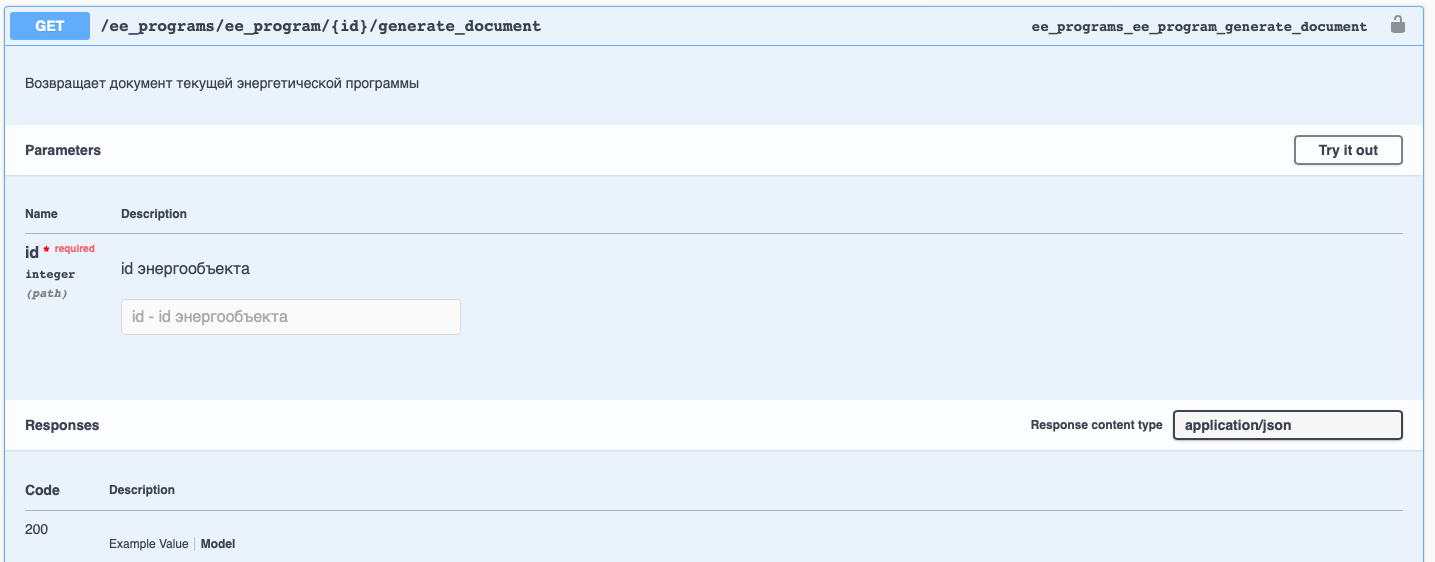 GET /ee_programs/ee_program/{id}/generate_document ee_programs_ee_program_generate_document
Возвращает документ текущей энергетической программы
Parameters Try it out
Name Description
id * required
integer
(path)
id энергообъекта
id - id энергообъекта
Responses Response content type application/json
Code Description
200
Example Value Model